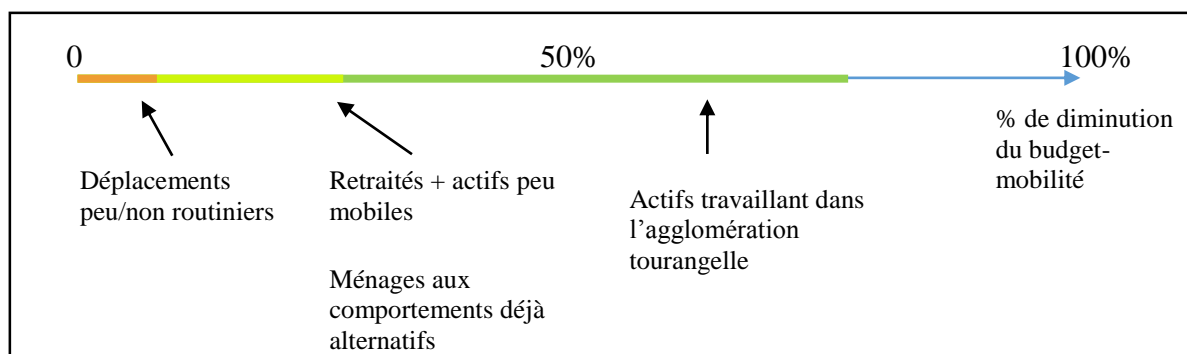 0 50% 100%
% de diminution
du budget-
mobilité
Déplacements
peu/non routiniers
Retraités + actifs peu
mobiles
Ménages aux
comportements déjà
alternatifs
Actifs travaillant dans
l’agglomération
tourangelle